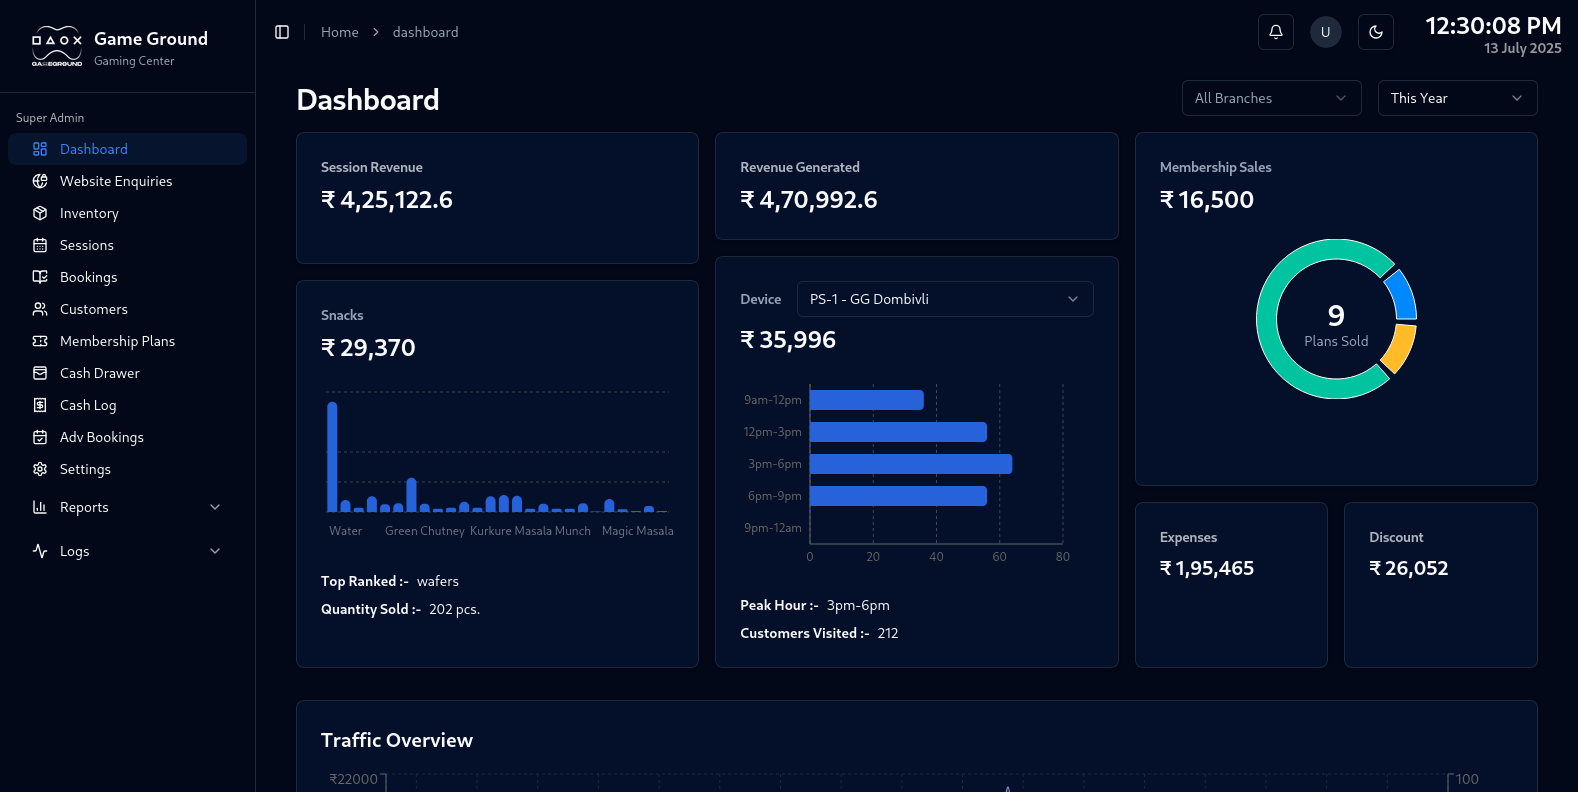 GAMEGROUND
Game Ground
Gaming Center
Super Admin
Dashboard
Website Enquiries
Inventory
Sessions
Bookings
Customers
Membership Plans
Cash Drawer
Cash Log
Adv Bookings
Settings
Reports
Logs
Home > dashboard
U
12:30:08 PM
13 July 2025
Dashboard
All Branches
This Year
Session Revenue
₹ 4,25,122.6
Snacks
₹ 29,370
Water Green Chutney Kurkure Masala Munch Magic Masala
Top Ranked :- wafers
Quantity Sold :- 202 pcs.
Revenue Generated
₹ 4,70,992.6
Device PS-1 - GG Dombivli
₹ 35,996
9am-12pm
12pm-3pm
3pm-6pm
6pm-9pm
9pm-12am
0 20 40 60 80
Peak Hour :- 3pm-6pm
Customers Visited :- 212
Membership Sales
₹ 16,500
9
Plans Sold
Expenses
₹ 1,95,465
Discount
₹ 26,052
Traffic Overview
₹22000
100